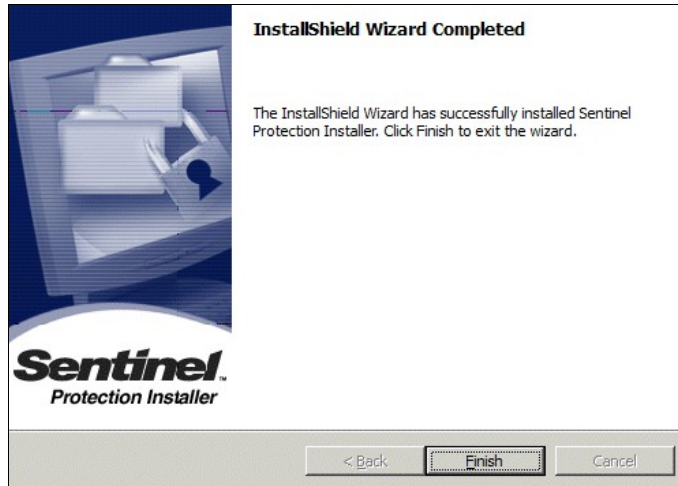 InstallShield Wizard Completed
The InstallShield Wizard has successfully installed Sentinel
Protection Installer. Click Finish to exit the wizard.
Sentinel™
Protection Installer
< Back
Finish
Cancel